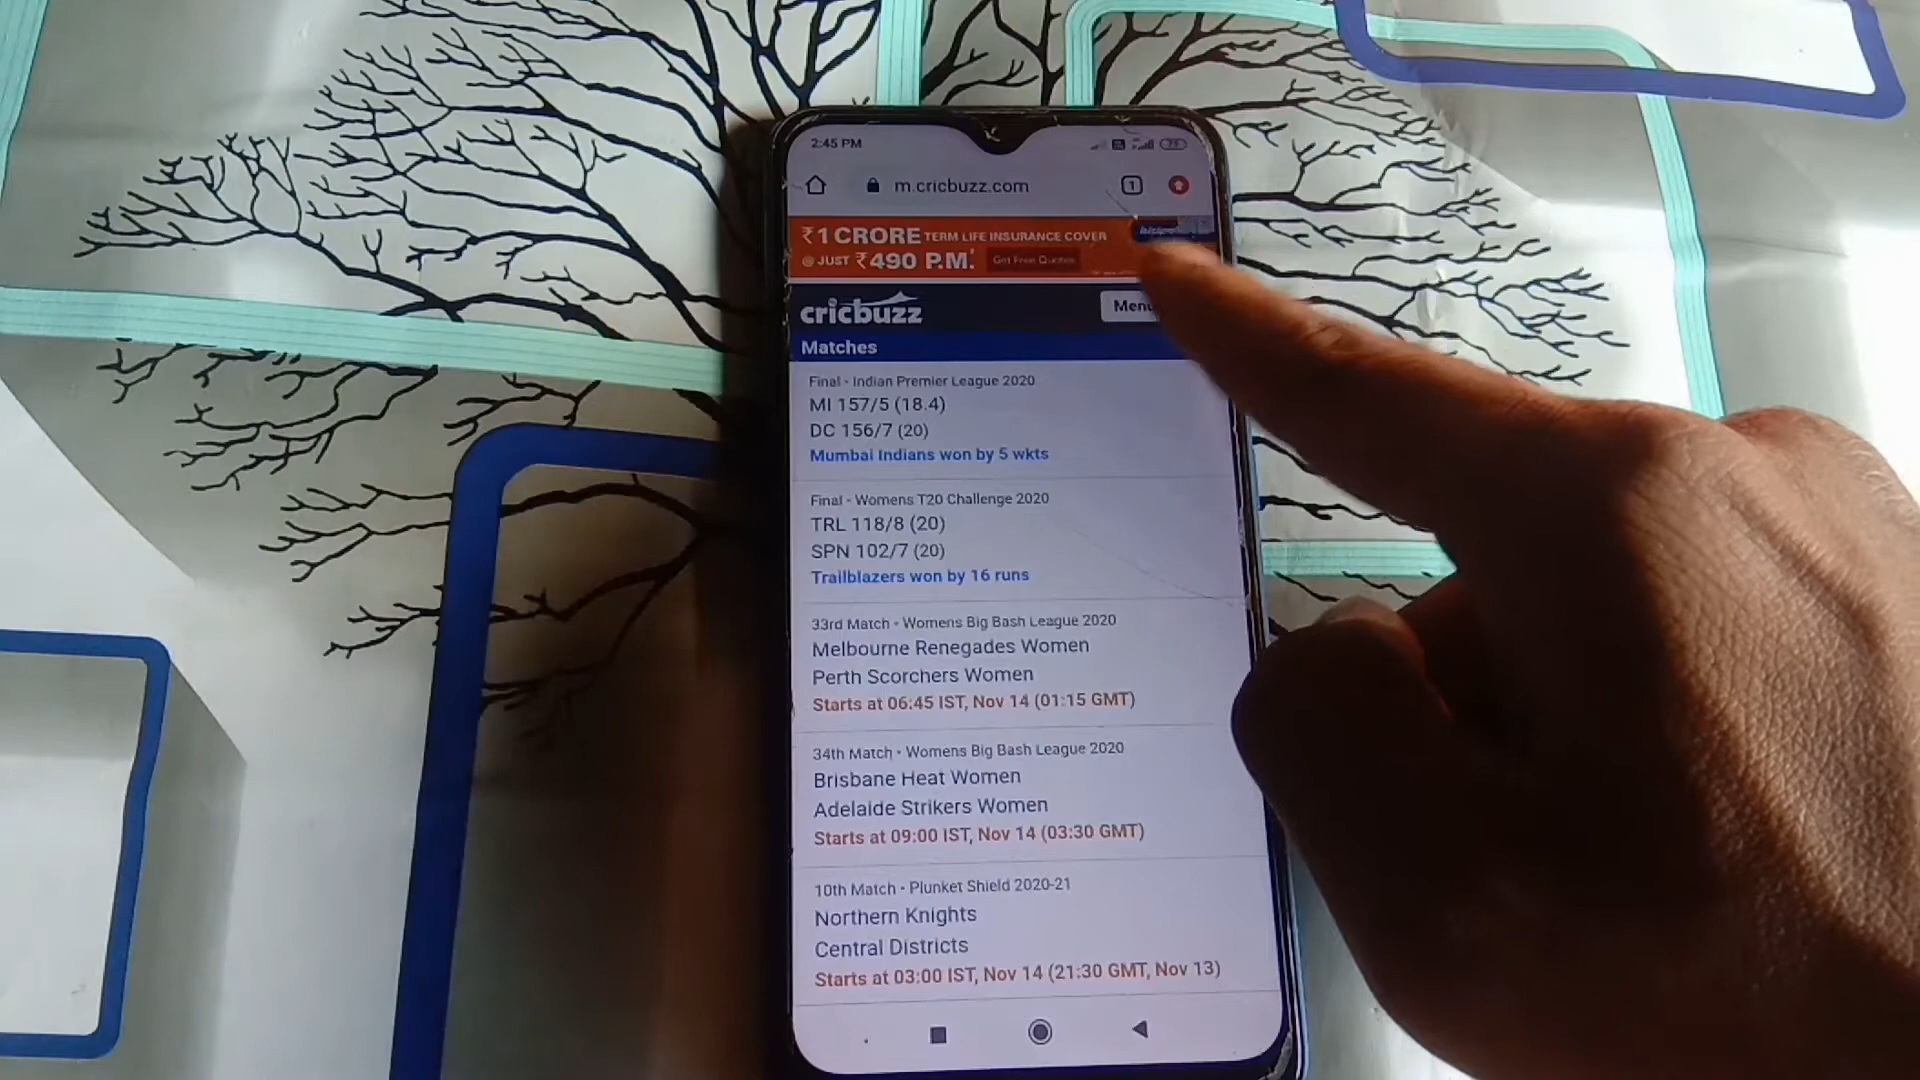 2:45 PM
m.cricbuzz.com
1
₹1 CRORE TERM LIFE INSURANCE COVER
@ JUST ₹490 P.M.
Get Free Quotes
cricbuzz
Menu
Matches
Final - Indian Premier League 2020
MI 157/5 (18.4)
DC 156/7 (20)
Mumbai Indians won by 5 wkts
Final - Womens T20 Challenge 2020
TRL 118/8 (20)
SPN 102/7 (20)
Trailblazers won by 16 runs
33rd Match - Womens Big Bash League 2020
Melbourne Renegades Women
Perth Scorchers Women
Starts at 06:45 IST, Nov 14 (01:15 GMT)
34th Match - Womens Big Bash League 2020
Brisbane Heat Women
Adelaide Strikers Women
Starts at 09:00 IST, Nov 14 (03:30 GMT)
10th Match - Plunket Shield 2020-21
Northern Knights
Central Districts
Starts at 03:00 IST, Nov 14 (21:30 GMT, Nov 13)